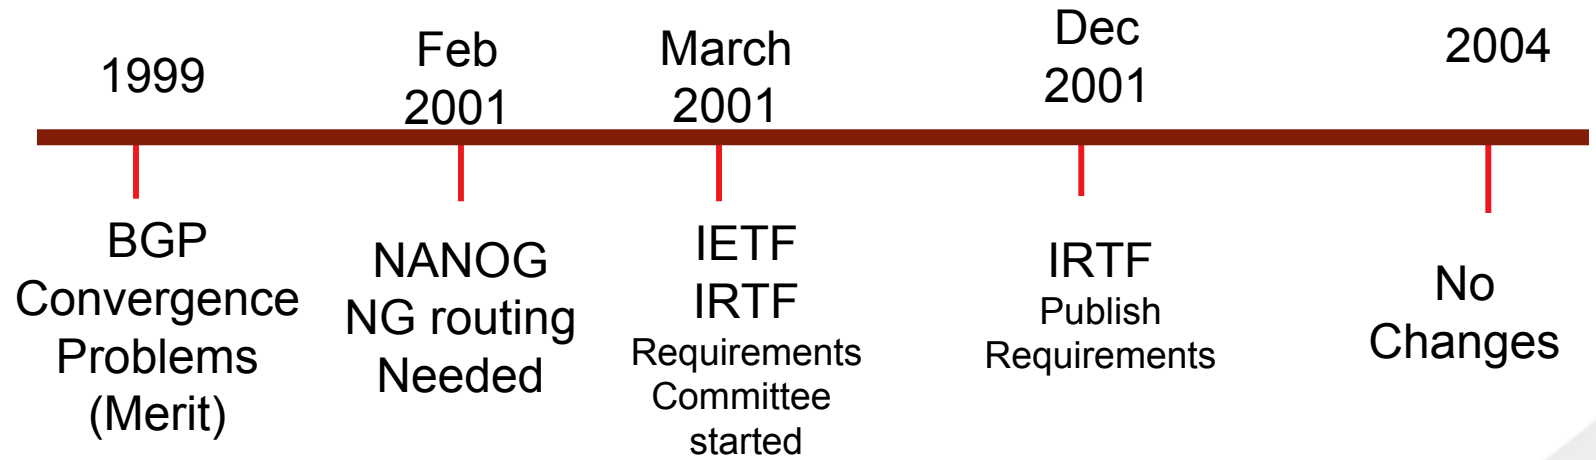 1999
Feb
2001
March
2001
Dec
2001
2004
BGP
Convergence
Problems
(Merit)
NANOG
NG routing
Needed
IETF
IRTF
Requirements
Committee
started
IRTF
Publish
Requirements
No
Changes